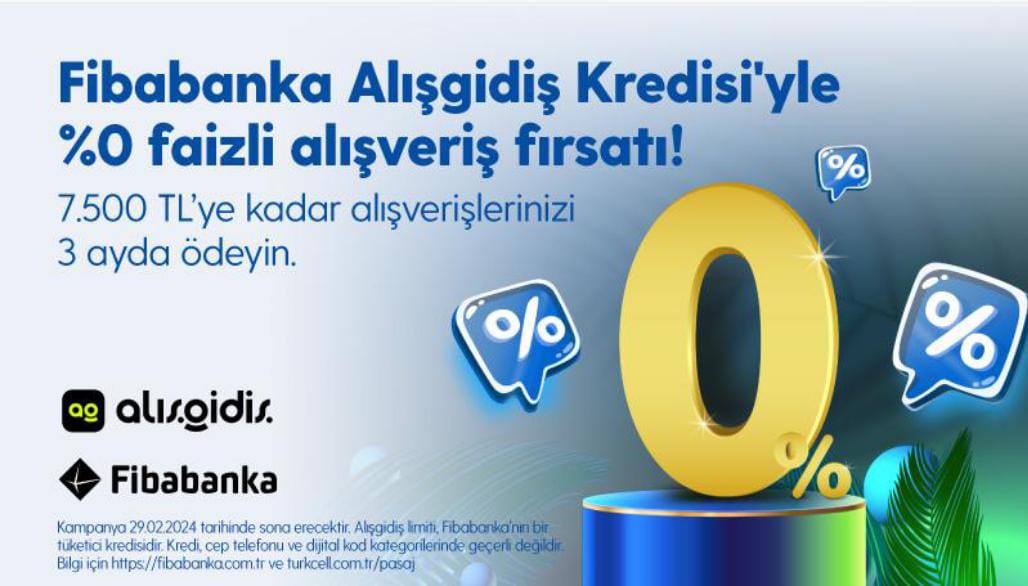 Fibabanka Alışgidiş Kredisi'yle
%0 faizli alışveriş fırsatı!
7.500 TL’ye kadar alışverişlerinizi
3 ayda ödeyin.
%
%
%
0
%
ag alışgidiş
Fibabanka
Kampanya 29.02.2024 tarihinde sona erecektir. Alışgidiş limiti, Fibabanka'nın bir
tüketici kredisidir. Kredi, cep telefonu ve dijital kod kategorilerinde geçerli değildir.
Bilgi için https://fibabanka.com.tr ve turkcell.com.tr/pasaj